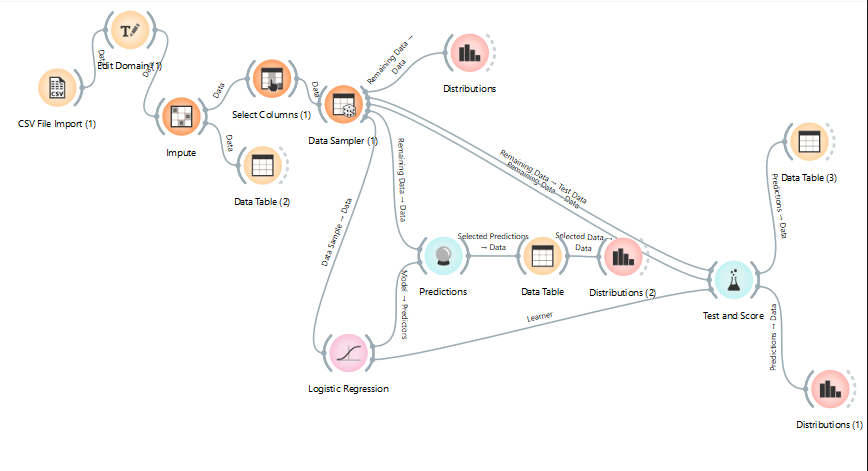 Edit Domain (1)
Data
Data
CSV
CSV File Import (1)
Impute
Data
Data
Select Columns (1)
Data
Data Table (2)
Data Sampler (1)
Remaining Data →
Data
Distributions
Remaining Data → Data
Data Sample → Data
Remaining Data → Test Data
Remaining Data → Data
Selected Predictions
→ Data
Selected Data →
Data
Predictions
Data Table
Distributions (2)
Model → Predictors
Learner
Logistic Regression
Test and Score
Predictions → Data
Data Table (3)
Predictions → Data
Distributions (1)